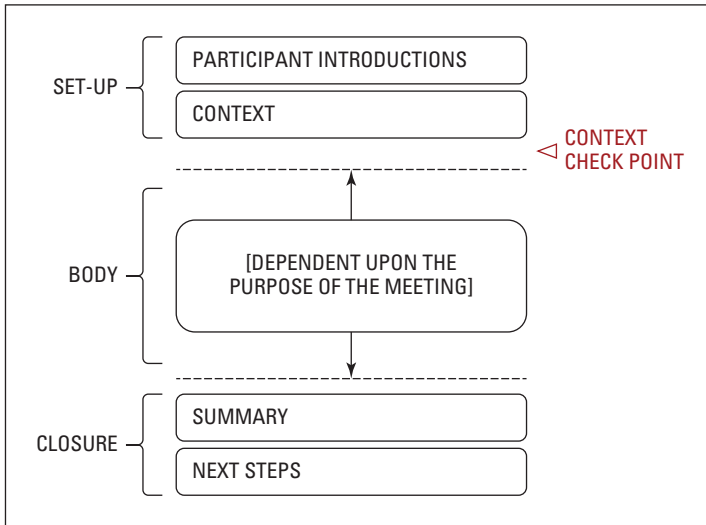 PARTICIPANT INTRODUCTIONS
SET-UP
CONTEXT
CONTEXT
CHECK POINT
BODY
[DEPENDENT UPON THE
PURPOSE OF THE MEETING]
SUMMARY
CLOSURE
NEXT STEPS